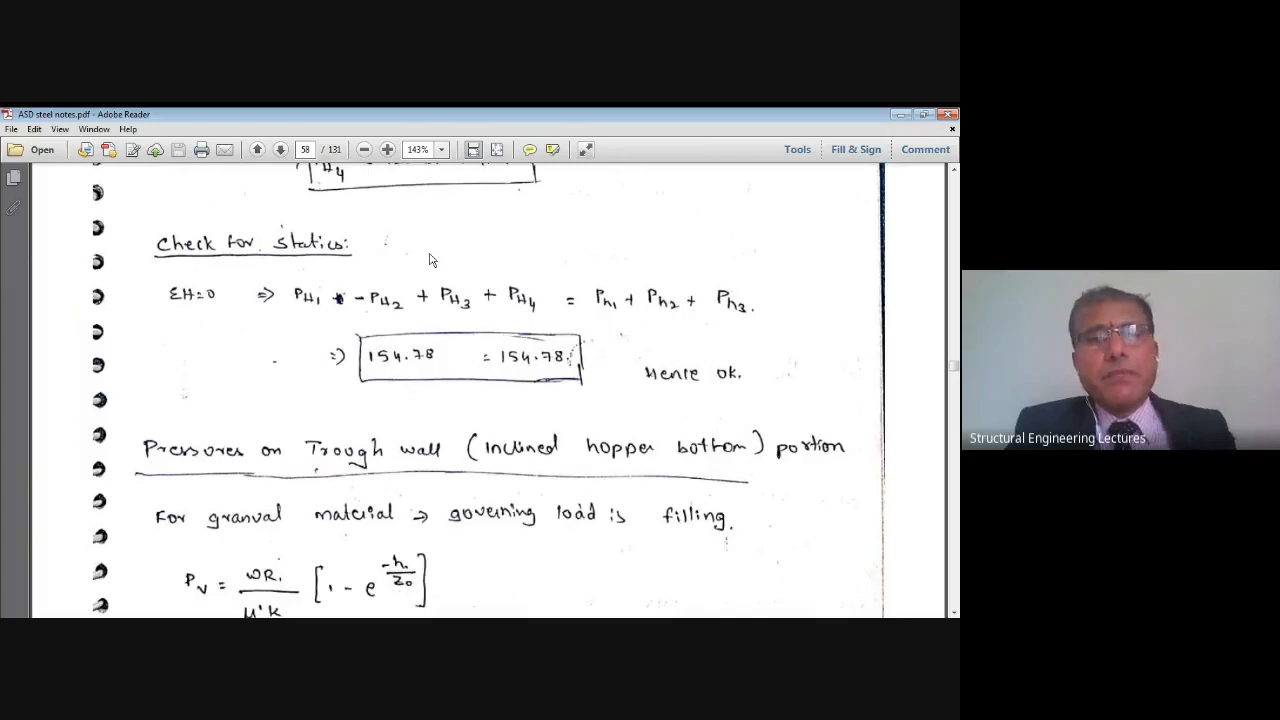 ASD steel notes.pdf - Adobe Reader
File Edit View Window Help
Open 58 / 131 143% Tools Fill & Sign Comment
H4
Check for statics:
ΣH=0 => PH1 - PH2 + PH3 + PH4 = Ph1 + Ph2 + Ph3.
=> 154.78 = 154.78.
Hence ok.
Pressures on Trough wall (inclined hopper bottom) portion
For granual material → governing load is filling.
Pv = wR / μ'k [1 - e^(-h/Z0)]
Structural Engineering Lectures